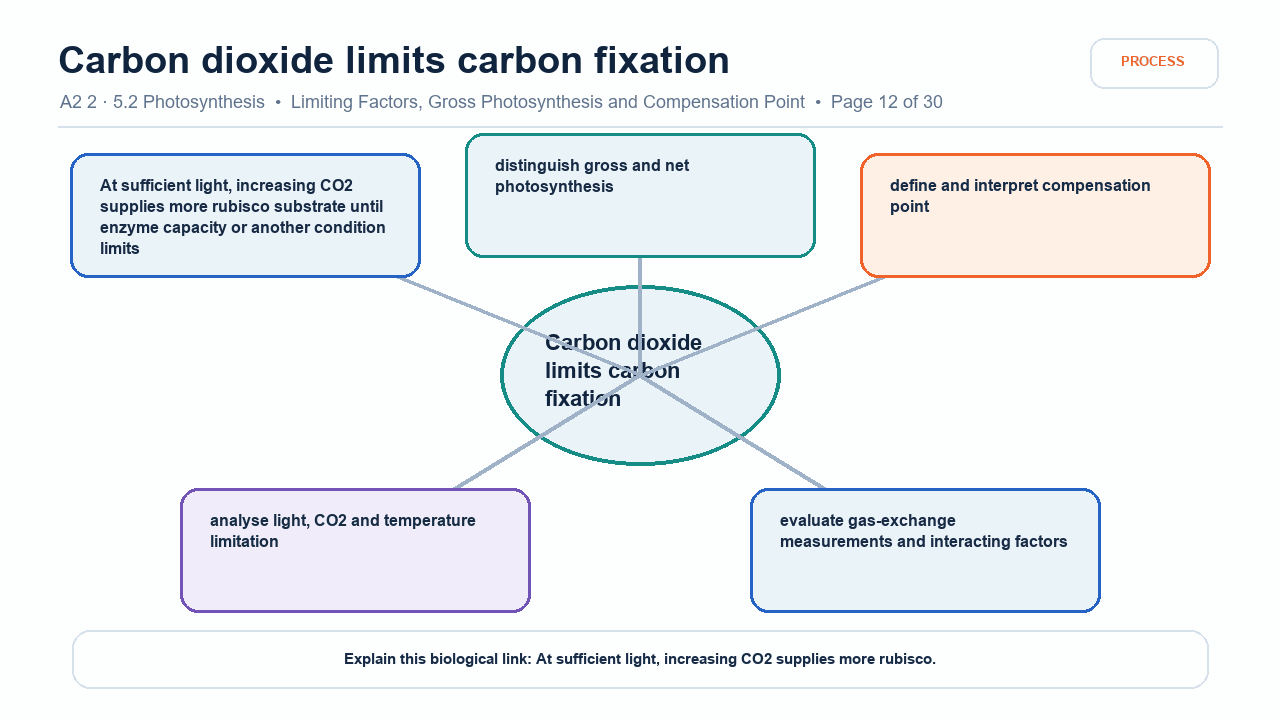 Carbon dioxide limits carbon fixation
PROCESS
A2 2 · 5.2 Photosynthesis • Limiting Factors, Gross Photosynthesis and Compensation Point • Page 12 of 30
At sufficient light, increasing CO2
supplies more rubisco substrate until
enzyme capacity or another condition
limits
distinguish gross and net
photosynthesis
define and interpret compensation
point
Carbon dioxide
limits carbon
fixation
analyse light, CO2 and temperature
limitation
evaluate gas-exchange
measurements and interacting factors
Explain this biological link: At sufficient light, increasing CO2 supplies more rubisco.